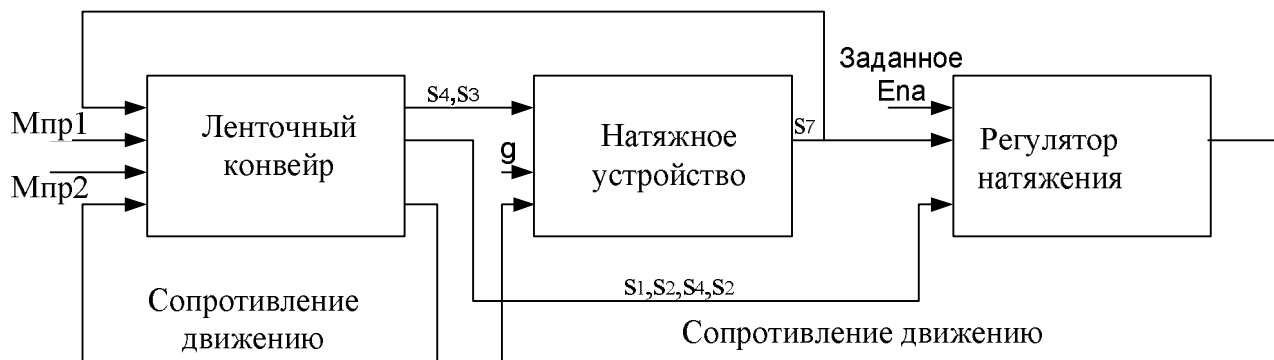 Мпр1
Мпр2
Ленточный
конвейр
s4,s3
g
Натяжное
устройство
s7
Заданное
Ena
Регулятор
натяжения
s1,s2,s4,s2
Сопротивление
движению
Сопротивление движению